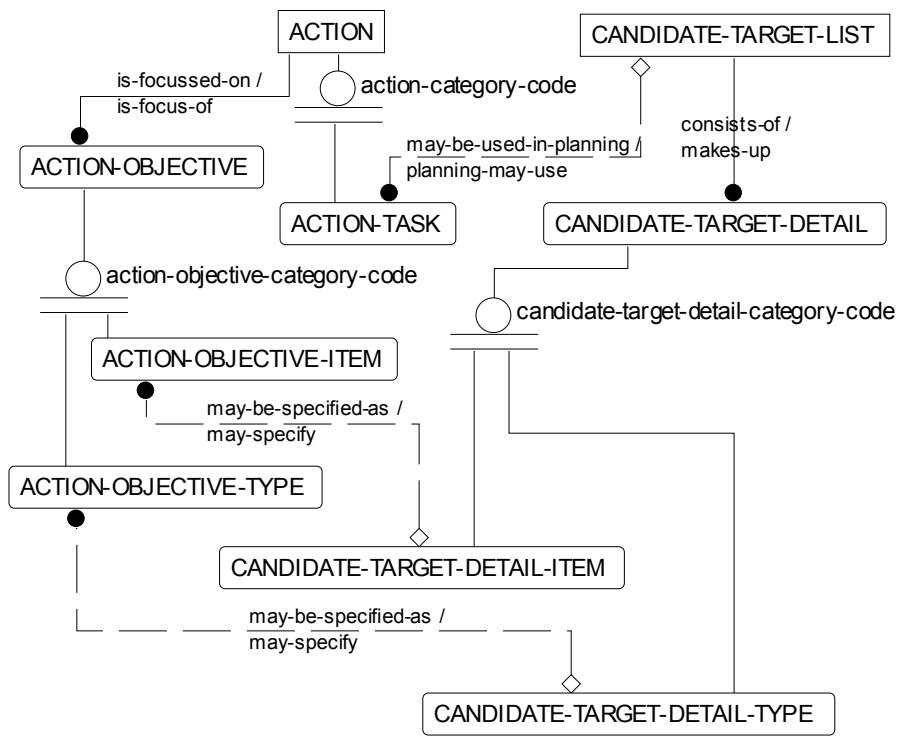 ACTION
CANDIDATE-TARGET-LIST
is-focussed-on /
is-focus-of
action-category-code
consists-of /
makes-up
may-be-used-in-planning /
planning-may-use
ACTION-OBJECTIVE
ACTION-TASK
CANDIDATE-TARGET-DETAIL
action-objective-category-code
candidate-target-detail-category-code
ACTION-OBJECTIVE-ITEM
may-be-specified-as /
may-specify
ACTION-OBJECTIVE-TYPE
CANDIDATE-TARGET-DETAIL-ITEM
may-be-specified-as /
may-specify
CANDIDATE-TARGET-DETAIL-TYPE